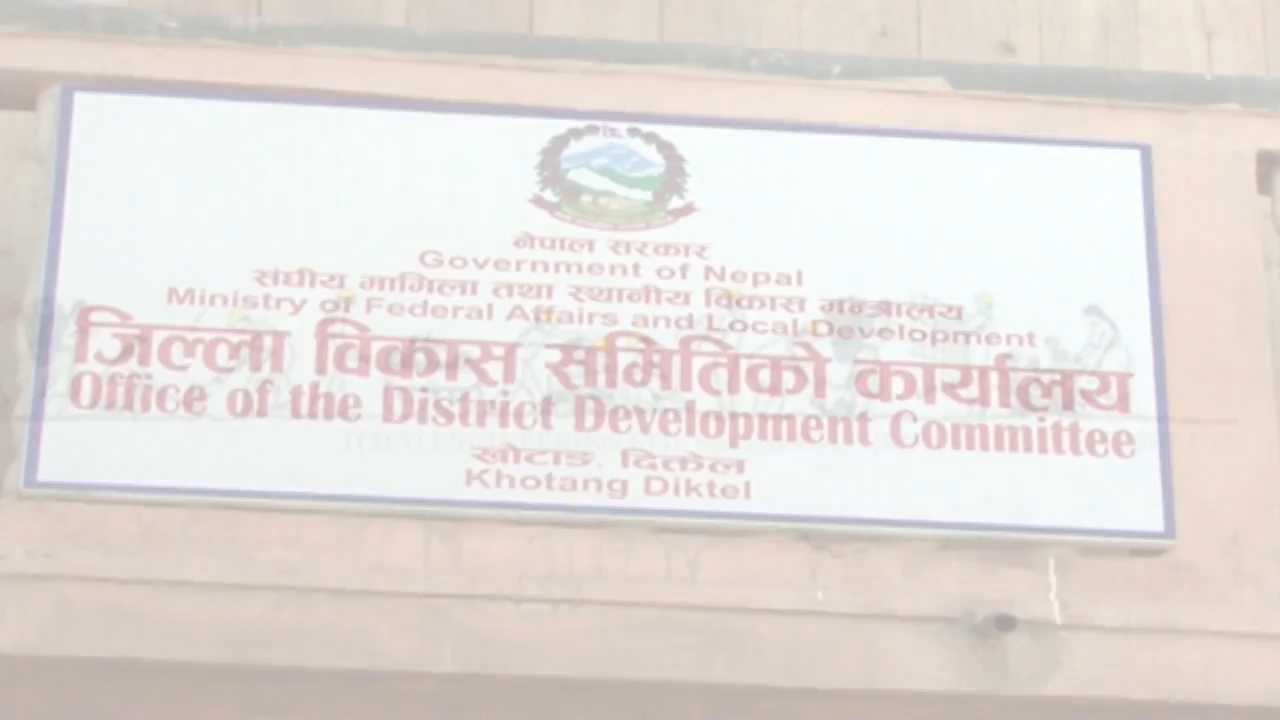 नेपाल सरकार
Government of Nepal
संघीय मामिला तथा स्थानीय विकास मन्त्रालय
Ministry of Federal Affairs and Local Development
जिल्ला विकास समितिको कार्यालय
Office of the District Development Committee
खोटाङ, दिक्तेल
Khotang Diktel